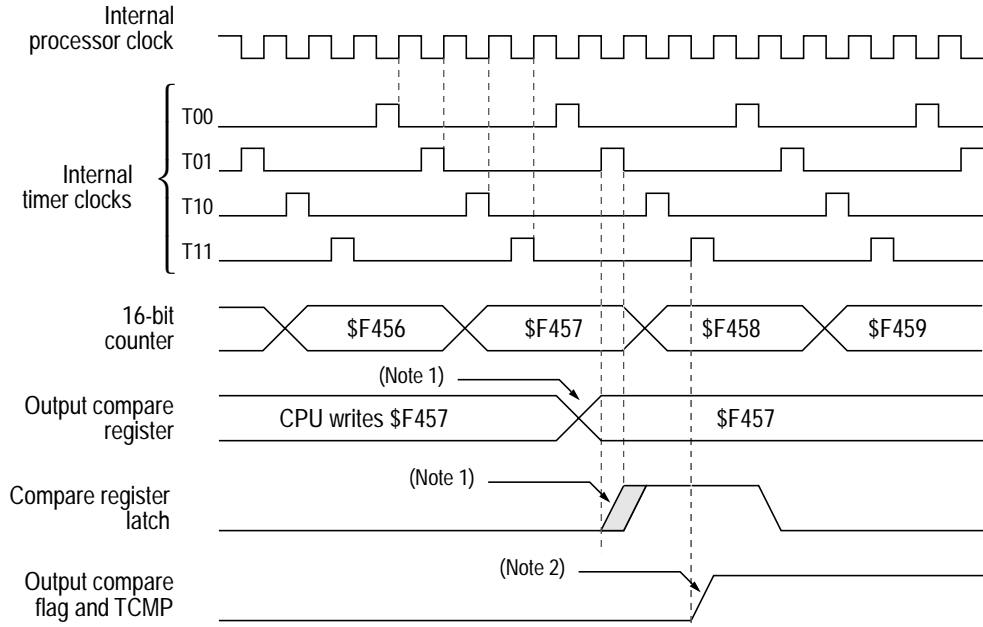 Internal
processor clock
T00
T01
Internal
timer clocks
T10
T11
16-bit
counter
$F456
$F457
$F458
$F459
(Note 1)
Output compare
register
CPU writes $F457
$F457
(Note 1)
Compare register
latch
(Note 2)
Output compare
flag and TCMP